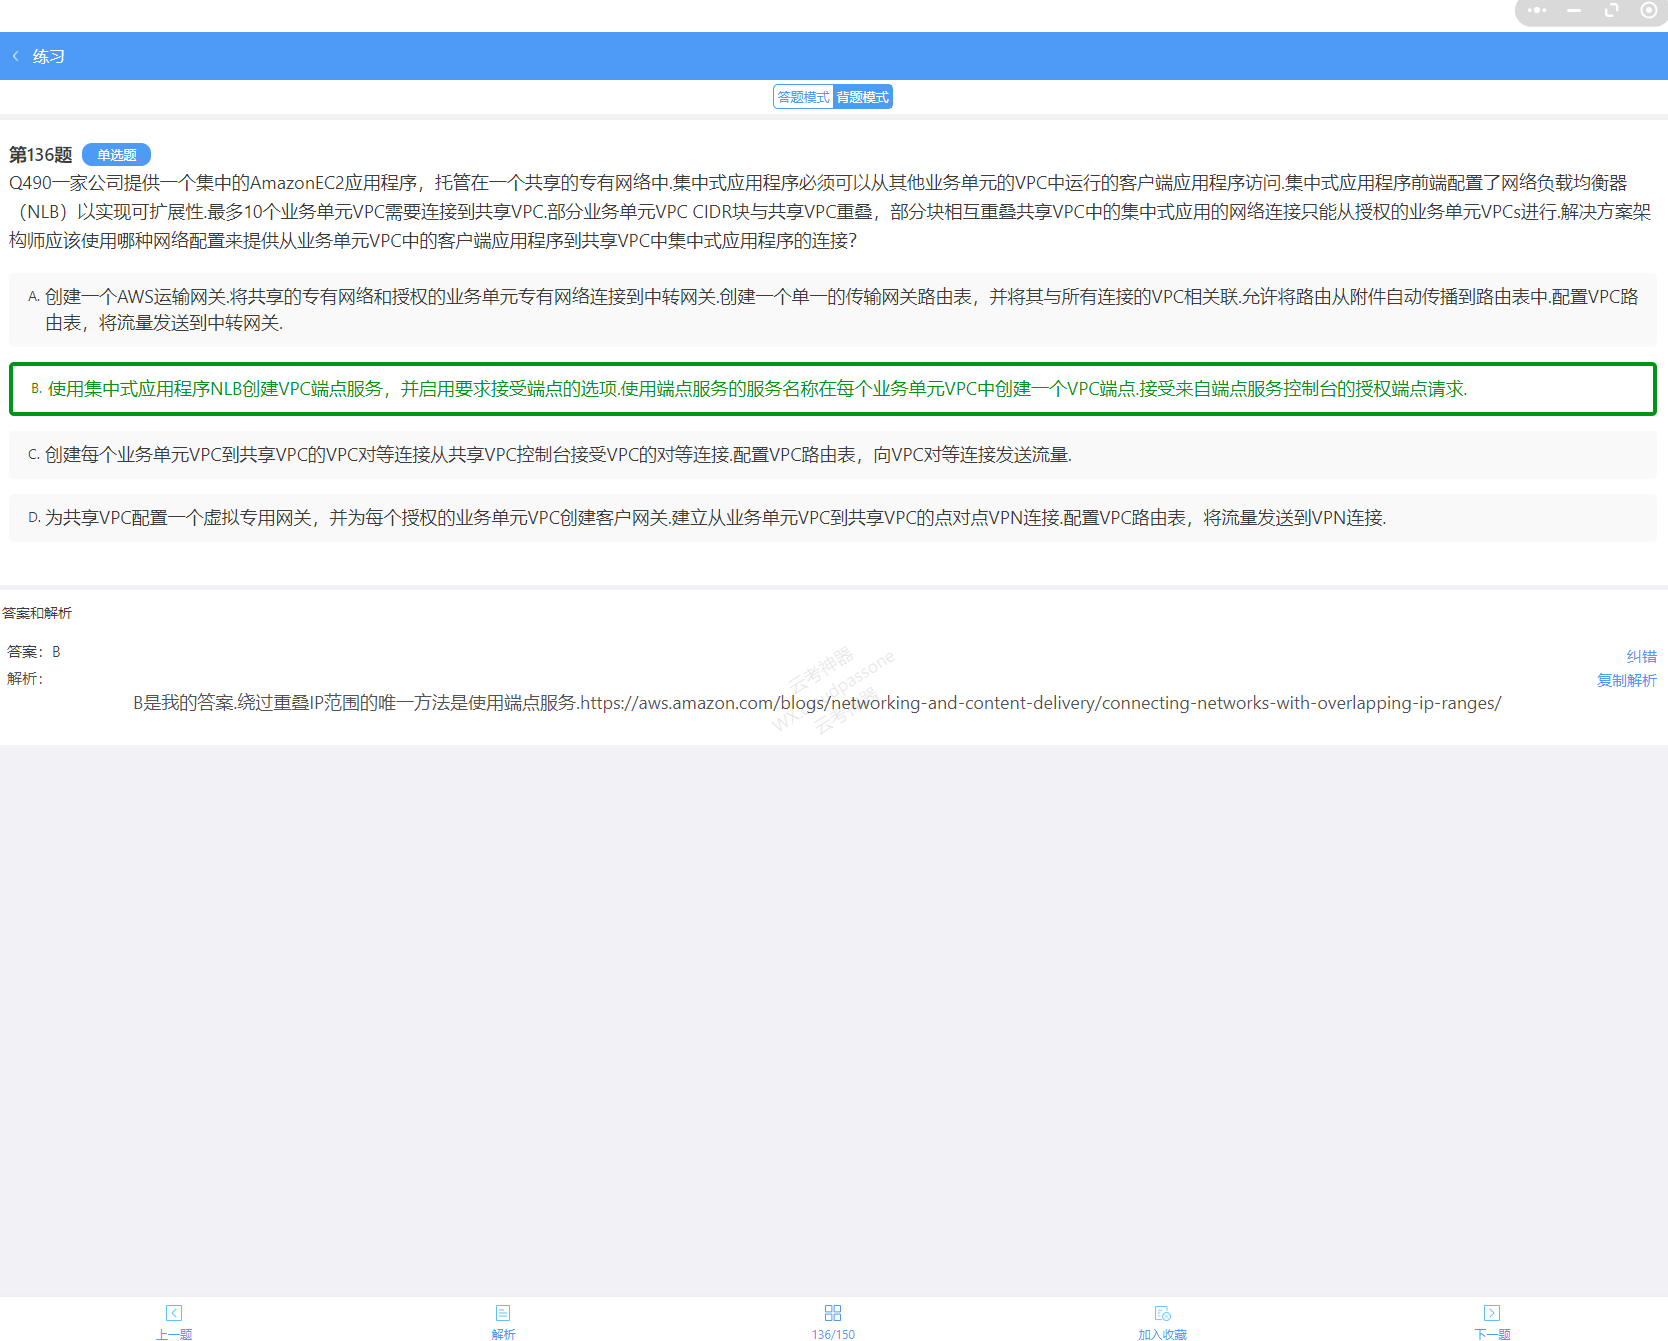 练习
答题模式 背题模式
第136题 单选题
Q490一家公司提供一个集中的AmazonEC2应用程序，托管在一个共享的专有网络中.集中式应用程序必须可以从其他业务单元的VPC中运行的客户端应用程序访问.集中式应用程序前端配置了网络负载均衡器
（NLB）以实现可扩展性.最多10个业务单元VPC需要连接到共享VPC.部分业务单元VPC CIDR块与共享VPC重叠，部分块相互重叠共享VPC中的集中式应用的网络连接只能从授权的业务单元VPCs进行.解决方案架
构师应该使用哪种网络配置来提供从业务单元VPC中的客户端应用程序到共享VPC中集中式应用程序的连接？
A. 创建一个AWS运输网关.将共享的专有网络和授权的业务单元专有网络连接到中转网关.创建一个单一的传输网关路由表，并将其与所有连接的VPC相关联.允许将路由从附件自动传播到路由表中.配置VPC路
由表，将流量发送到中转网关.
B. 使用集中式应用程序NLB创建VPC端点服务，并启用要求接受端点的选项.使用端点服务的服务名称在每个业务单元VPC中创建一个VPC端点.接受来自端点服务控制台的授权端点请求.
C. 创建每个业务单元VPC到共享VPC的VPC对等连接从共享VPC控制台接受VPC的对等连接.配置VPC路由表，向VPC对等连接发送流量.
D. 为共享VPC配置一个虚拟专用网关，并为每个授权的业务单元VPC创建客户网关.建立从业务单元VPC到共享VPC的点对点VPN连接.配置VPC路由表，将流量发送到VPN连接.
答案和解析
答案：B
纠错
解析：
复制解析
B是我的答案.绕过重叠IP范围的唯一方法是使用端点服务.https://aws.amazon.com/blogs/networking-and-content-delivery/connecting-networks-with-overlapping-ip-ranges/
云考神器
云考神器
上一题 解析 136/150 加入收藏 下一题